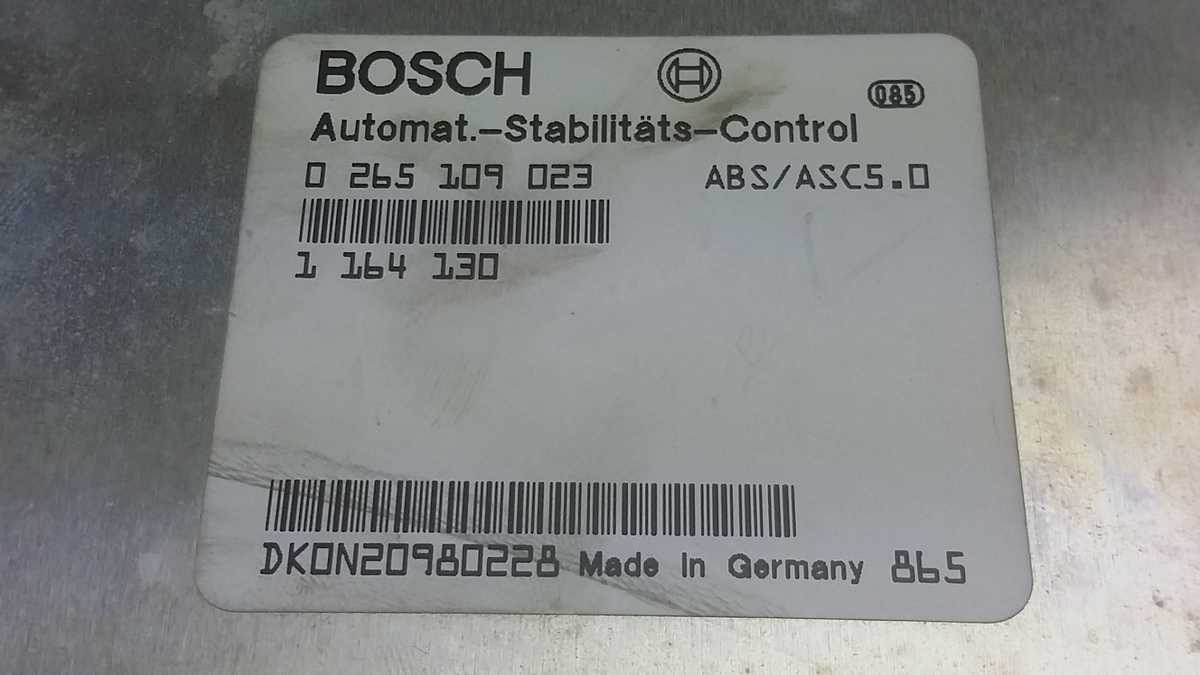 BOSCH
085
Automat.-Stabilitäts-Control
0 265 109 023 ABS/ASC5.0
1 164 130
DK0N20980228 Made in Germany 865